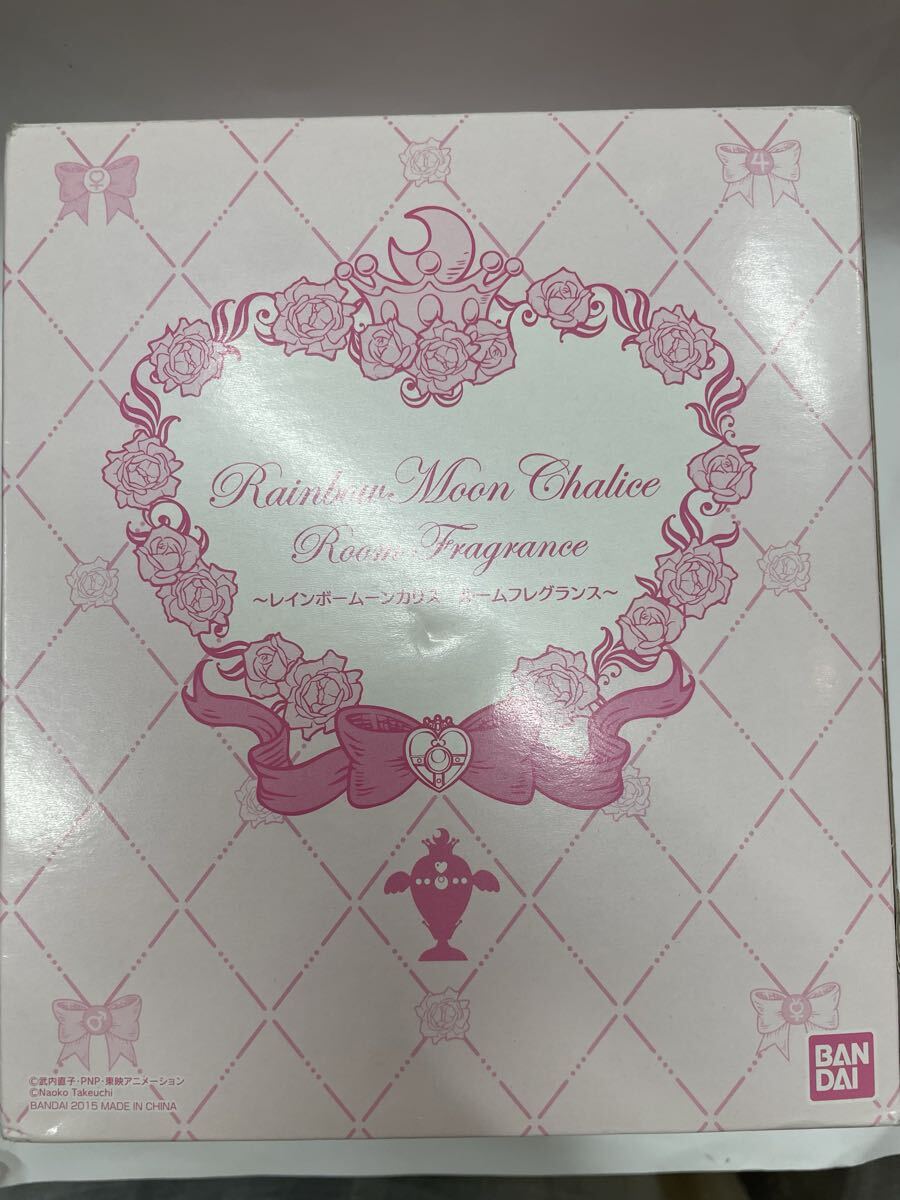 Rainbow Moon Chalice
Room Fragrance
～レインボームーンカリス ルームフレグランス～
©武内直子・PNP・東映アニメーション
©Naoko Takeuchi
BANDAI 2015 MADE IN CHINA
BAN
DAI